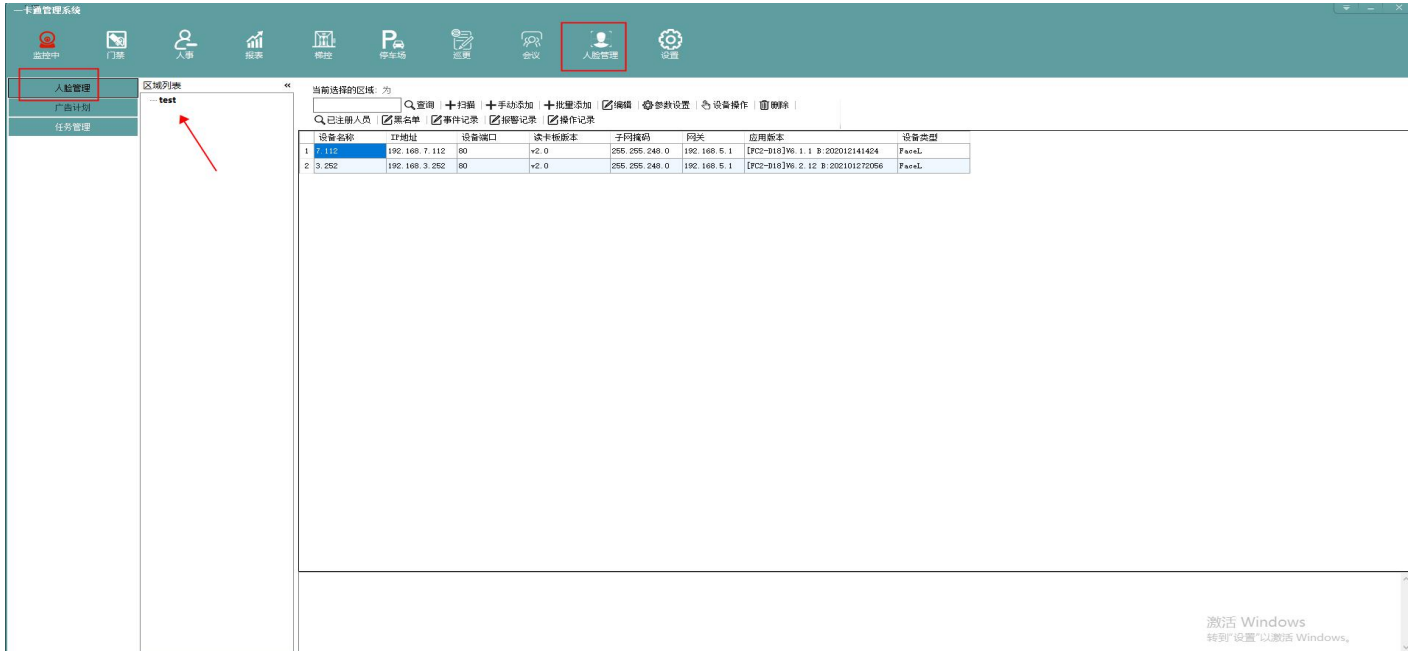 一卡通管理系统
监控中 门禁 人事 报表 梯控 停车场 巡更 会议 人脸管理 设置
人脸管理
广告计划
任务管理
区域列表 «
test
当前选择的区域: 为
查询 扫描 手动添加 批量添加 编辑 参数设置 设备操作 删除
已注册人员 黑名单 事件记录 报警记录 操作记录
设备名称 IP地址 设备端口 读卡板版本 子网掩码 网关 应用版本 设备类型
1 7.112 192.168.7.112 80 v2.0 255.255.248.0 192.168.5.1 [FC2-D18]V6.1.1 B:202012141424 FaceL
2 3.252 192.168.3.252 80 v2.0 255.255.248.0 192.168.5.1 [FC2-D18]V6.2.12 B:202101272056 FaceL
激活 Windows
转到"设置"以激活 Windows。